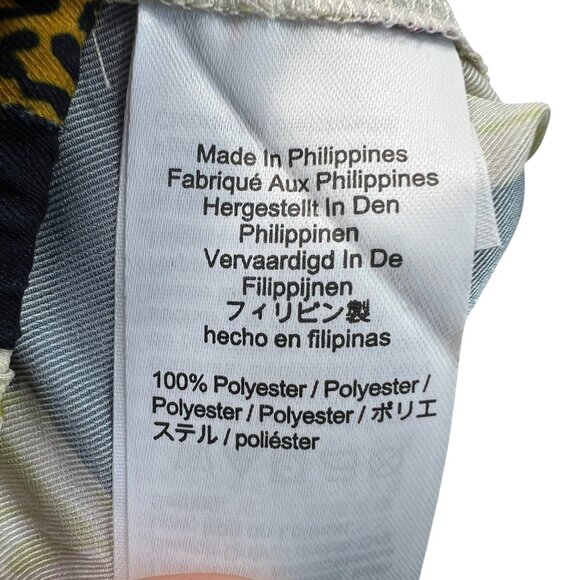 Made In Philippines
Fabriqué Aux Philippines
Hergestellt In Den
Philippinen
Vervaardigd In De
Filippijnen
フィリピン製
hecho en filipinas
100% Polyester / Polyester /
Polyester / Polyester / ポリエ
ステル / poliéster